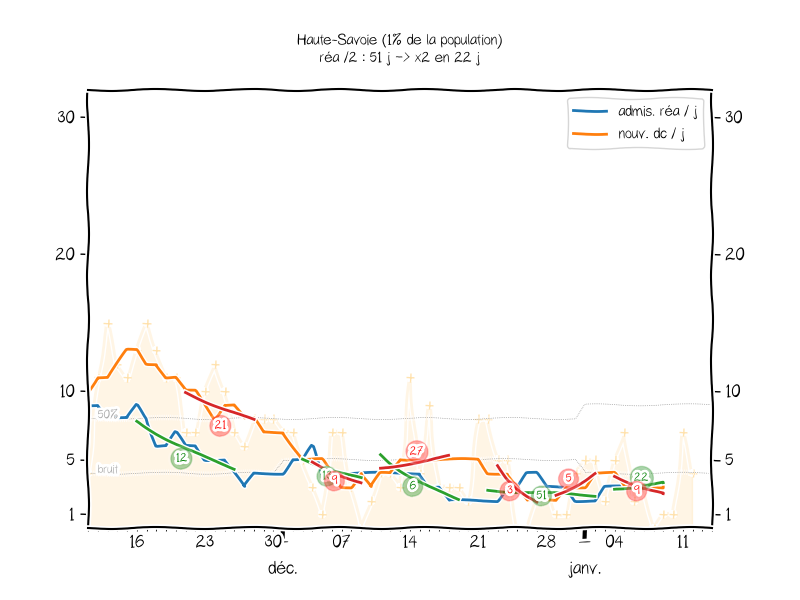 Haute-Savoie (1% de la population)
réa /2 : 51 j -> x2 en 22 j
admis. réa / j
nouv. dc / j
30 30
20 20
10 10
50%
21
12
27
5 5
bruit
9
6
3
51
5
22
9
1 1
16 23 30 07 14 21 28 04 11
déc. janv.